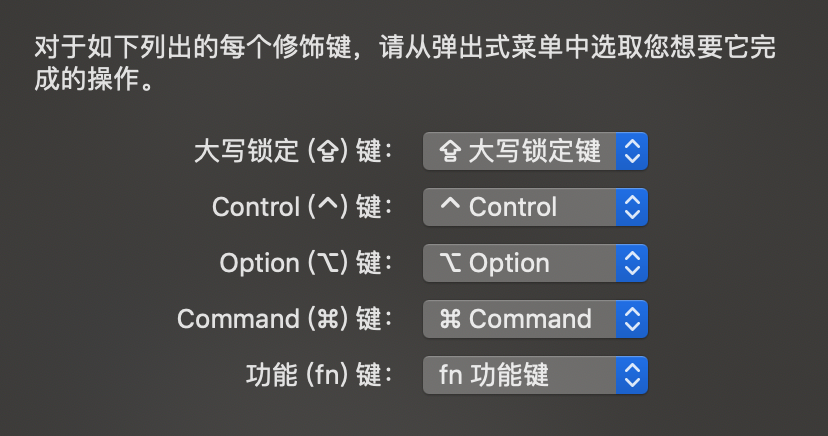 对于如下列出的每个修饰键，请从弹出式菜单中选取您想要它完
成的操作。
大写锁定 (⇪) 键： ⇪ 大写锁定键
Control (^) 键： ^ Control
Option (⌥) 键： ⌥ Option
Command (⌘) 键： ⌘ Command
功能 (fn) 键： fn 功能键